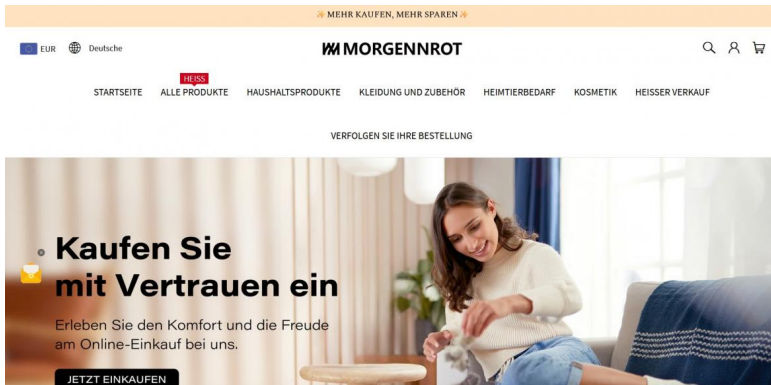 ✨ MEHR KAUFEN, MEHR SPAREN ✨
EUR Deutsche
MORGENNROT
HEISS
STARTSEITE ALLE PRODUKTE HAUSHALTSPRODUKTE KLEIDUNG UND ZUBEHÖR HEIMTIERBEDARF KOSMETIK HEISSER VERKAUF
VERFOLGEN SIE IHRE BESTELLUNG
Kaufen Sie
mit Vertrauen ein
Erleben Sie den Komfort und die Freude
am Online-Einkauf bei uns.
JETZT EINKAUFEN